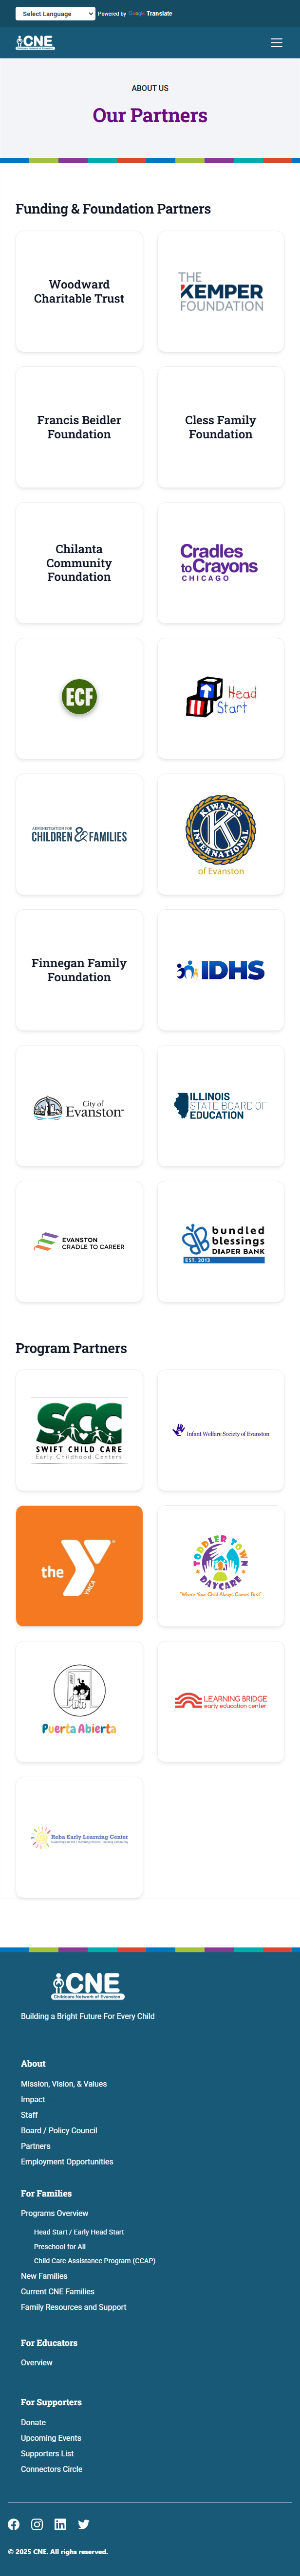 Select Language
Powered by Google Translate
CNE
ABOUT US
Our Partners
Funding & Foundation Partners
Woodward
Charitable Trust
THE
KEMPER
FOUNDATION
Francis Beidler
Foundation
Cless Family
Foundation
Chilanta
Community
Foundation
Cradles
to Crayons
CHICAGO
ECF
Head
Start
ADMINISTRATION FOR
CHILDREN & FAMILIES
KIWANIS
INTERNATIONAL
K
of Evanston
Finnegan Family
Foundation
IDHS
City of
Evanston
ILLINOIS
STATE BOARD OF
EDUCATION
EVANSTON
CRADLE TO CAREER
bundled
blessings
DIAPER BANK
EST. 2013
Program Partners
SCC
SWIFT CHILD CARE
Early Childhood Centers
Infant Welfare Society of Evanston
the Y
YMCA
TODDLER TOWN
DAYCARE
"Where Your Child Always Comes First"
Puerta Abierta
LEARNING BRIDGE
early education center
Reba Early Learning Center
CNE
Childcare Network of Evanston
Building a Bright Future For Every Child
About
Mission, Vision, & Values
Impact
Staff
Board / Policy Council
Partners
Employment Opportunities
For Families
Programs Overview
Head Start / Early Head Start
Preschool for All
Child Care Assistance Program (CCAP)
New Families
Current CNE Families
Family Resources and Support
For Educators
Overview
For Supporters
Donate
Upcoming Events
Supporters List
Connectors Circle
© 2025 CNE. All righs reserved.